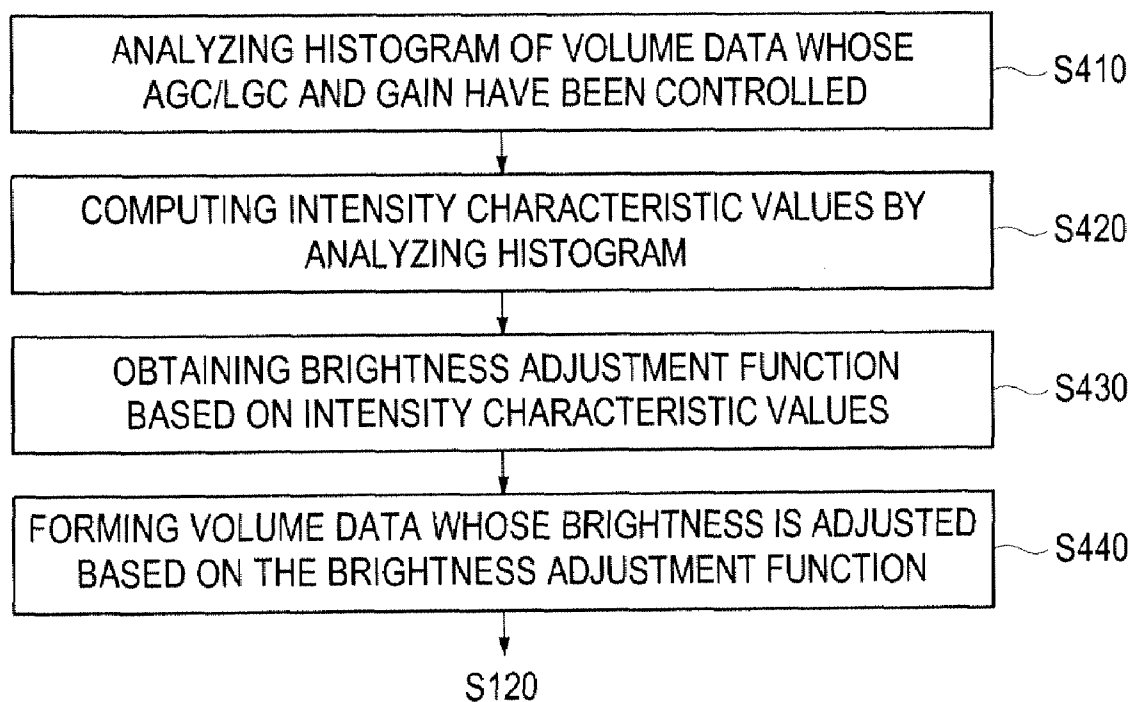 ANALYZING HISTOGRAM OF VOLUME DATA WHOSE
AGC/LGC AND GAIN HAVE BEEN CONTROLLED
S410
COMPUTING INTENSITY CHARACTERISTIC VALUES BY
ANALYZING HISTOGRAM
S420
OBTAINING BRIGHTNESS ADJUSTMENT FUNCTION
BASED ON INTENSITY CHARACTERISTIC VALUES
S430
FORMING VOLUME DATA WHOSE BRIGHTNESS IS ADJUSTED
BASED ON THE BRIGHTNESS ADJUSTMENT FUNCTION
S440
S120